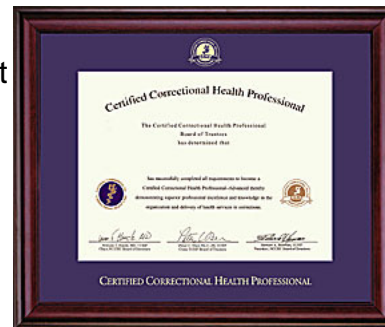 t
Certified Correctional Health Professional
The Certified Correctional Health Professional
Board of Trustees
has determined that
has successfully completed all requirements to become a
Certified Correctional Health Professional-Advanced thereby
demonstrating superior professional excellence and knowledge in the
organization and delivery of health services in corrections.
CERTIFIED CORRECTIONAL HEALTH PROFESSIONAL